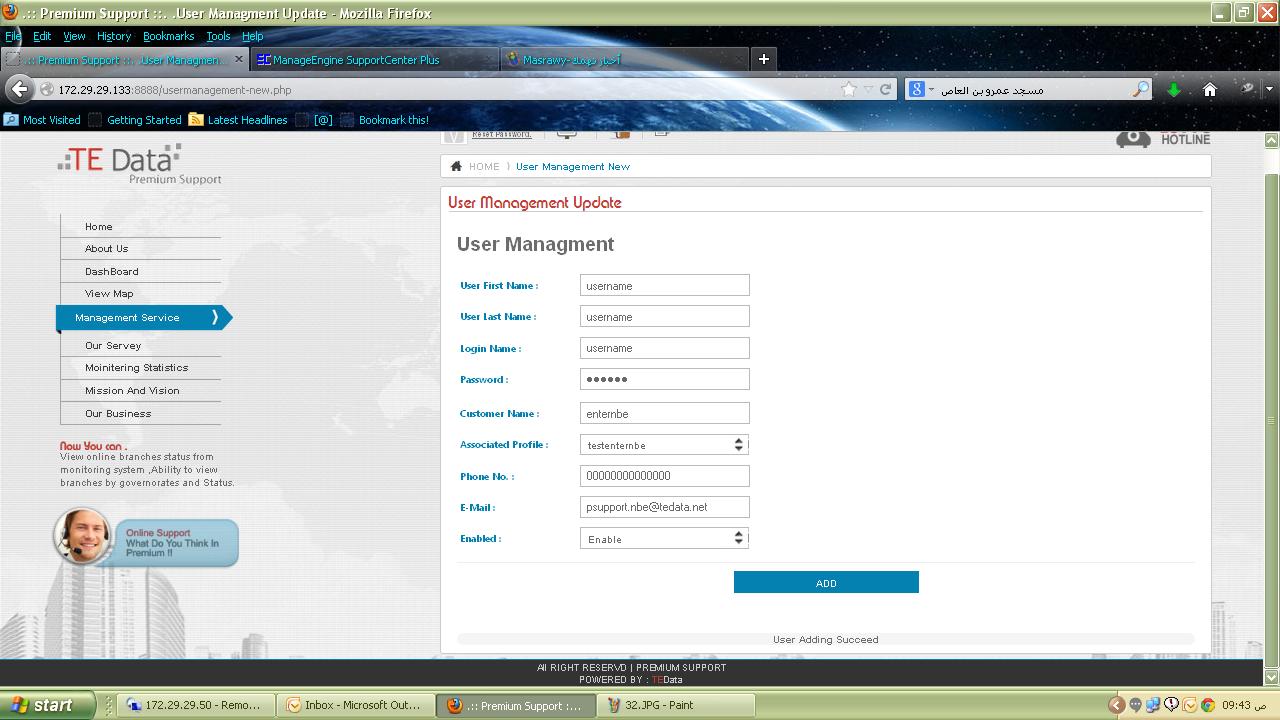 .:: Premium Support ::. .User Managment Update - Mozilla Firefox
File Edit View History Bookmarks Tools Help
.:: Premium Support ::. .User Managmen... ManageEngine SupportCenter Plus Masrawy-أخبار تهمك
172.29.29.133:8888/usermanagement-new.php مسجد عمرو بن العاص
Most Visited Getting Started Latest Headlines [@] Bookmark this!
Reset Password.
HOTLINE
TE Data
Premium Support
HOME User Management New
User Management Update
User Managment
Home
About Us
DashBoard
View Map
Management Service
Our Servey
Moinitering Statistics
Mission And Vision
Our Business
Now You can .
View online branches status from
monitoring system ,Ability to view
branches by governorates and Status.
Online Support
What Do You Think In
Premium !!
User First Name : username
User Last Name : username
Login Name : username
Password : ••••••
Customer Name : enternbe
Associated Profile : testenternbe
Phone No. : 00000000000000
E-Mail : psupport.nbe@tedata.net
Enabled : Enable
ADD
User Adding Succeed
All RIGHT RESERVD | PREMIUM SUPPORT
POWERED BY : TEData
start 172.29.29.50 - Remo... Inbox - Microsoft Out... .:: Premium Support :... 32.JPG - Paint 09:43 ص